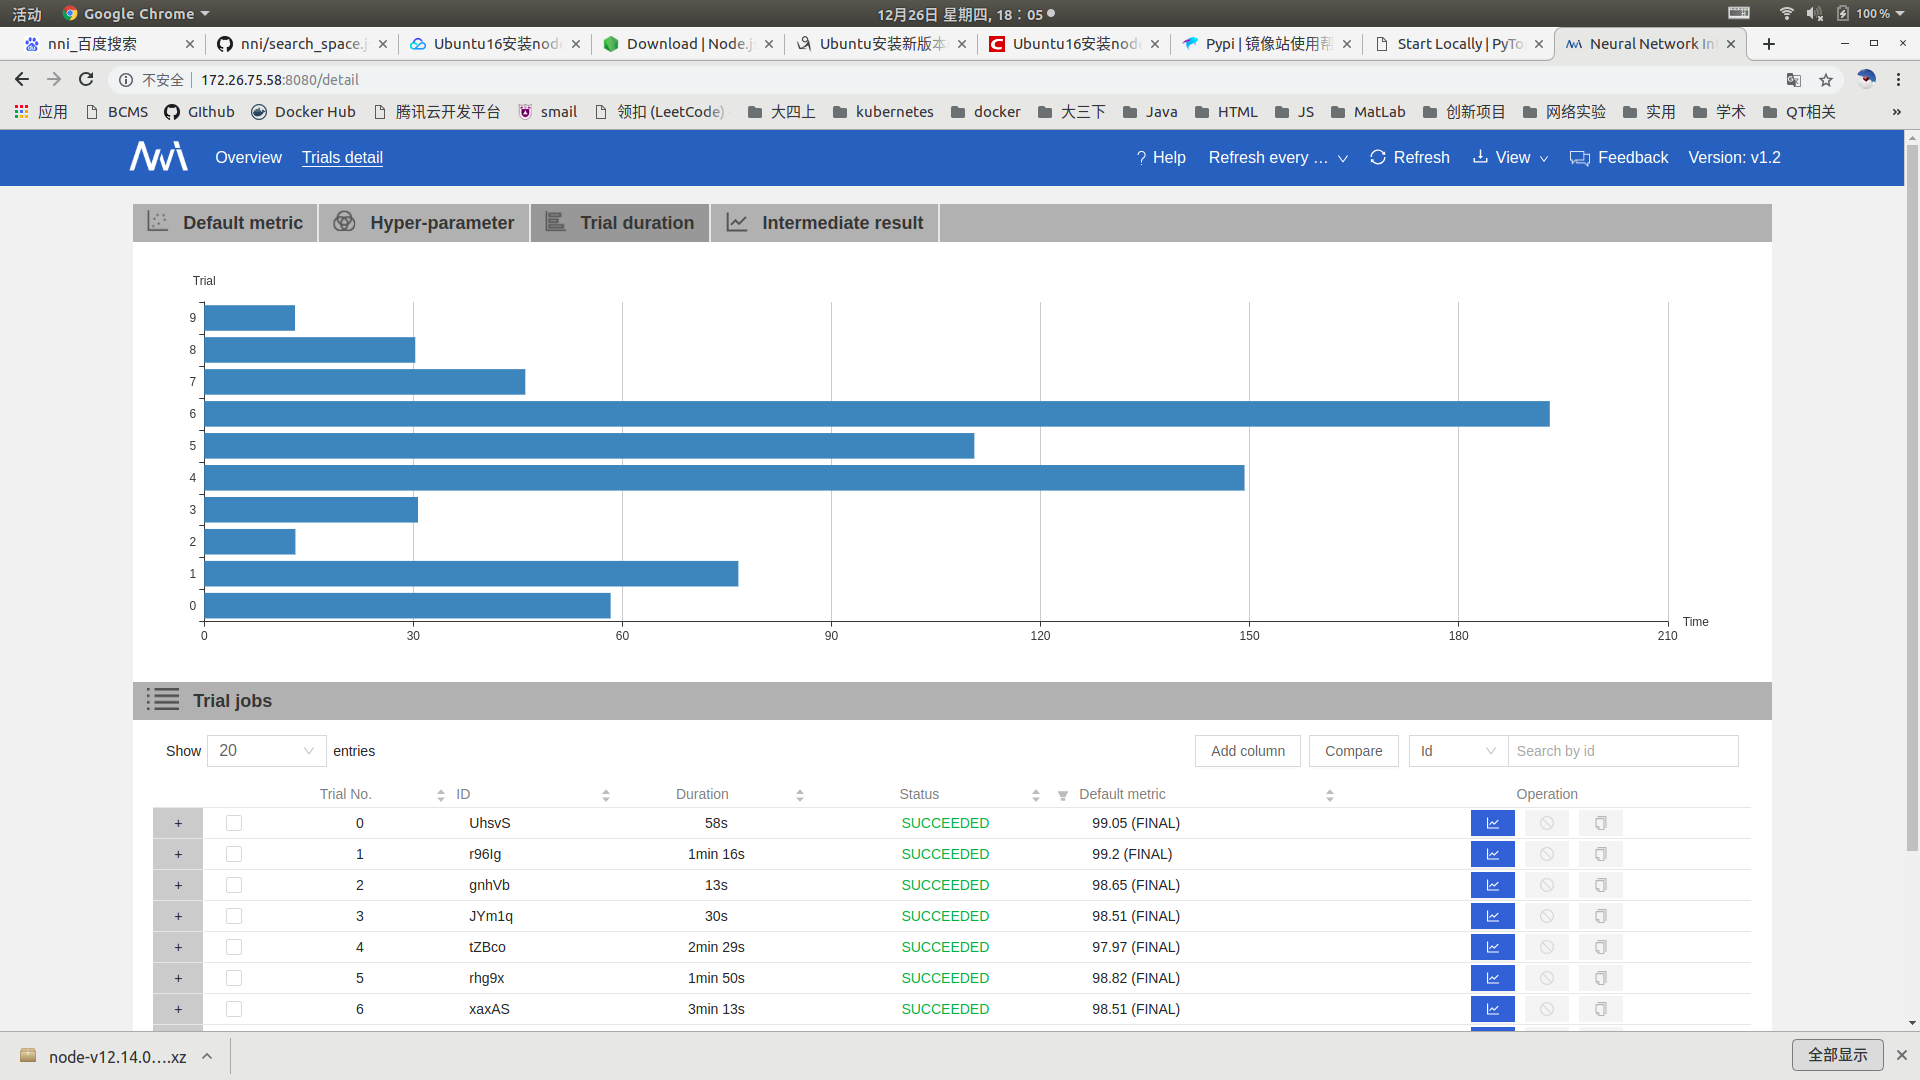 活动 Google Chrome 12月26日 星期四, 18：05 100%
nni_百度搜索 nni/search_space.j Ubuntu16安装node Download | Node.js Ubuntu安装新版本 Ubuntu16安装node Pypi | 镜像站使用帮 Start Locally | PyTo Neural Network In
不安全 172.26.75.58:8080/detail
应用 BCMS GIthub Docker Hub 腾讯云开发平台 smail 领扣 (LeetCode) 大四上 kubernetes docker 大三下 Java HTML JS MatLab 创新项目 网络实验 实用 学术 QT相关 »
Overview Trials detail ? Help Refresh every ... Refresh View Feedback Version: v1.2
Default metric Hyper-parameter Trial duration Intermediate result
Trial
9
8
7
6
5
4
3
2
1
0
Time
0 30 60 90 120 150 180 210
Trial jobs
Show 20 entries Add column Compare Id Search by id
Trial No. ID Duration Status Default metric Operation
+ 0 UhsvS 58s SUCCEEDED 99.05 (FINAL)
+ 1 r96Ig 1min 16s SUCCEEDED 99.2 (FINAL)
+ 2 gnhVb 13s SUCCEEDED 98.65 (FINAL)
+ 3 JYm1q 30s SUCCEEDED 98.51 (FINAL)
+ 4 tZBco 2min 29s SUCCEEDED 97.97 (FINAL)
+ 5 rhg9x 1min 50s SUCCEEDED 98.82 (FINAL)
+ 6 xaxAS 3min 13s SUCCEEDED 98.51 (FINAL)
node-v12.14.0....xz 全部显示